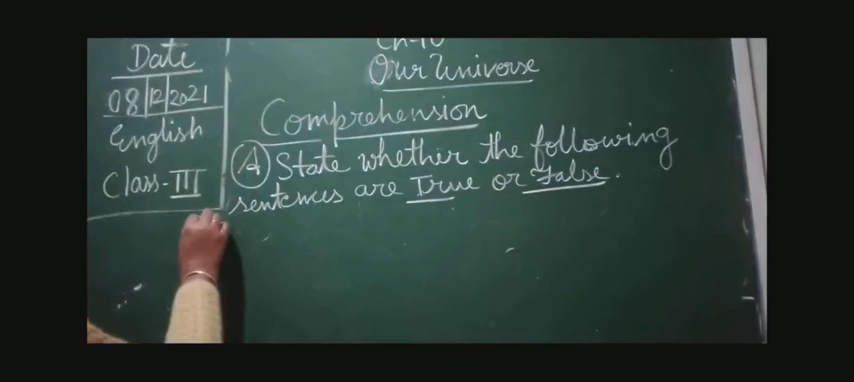 Date
08 12 2021
English
Class-III
Our Universe
Comprehension
A State whether the following
sentences are True or False.